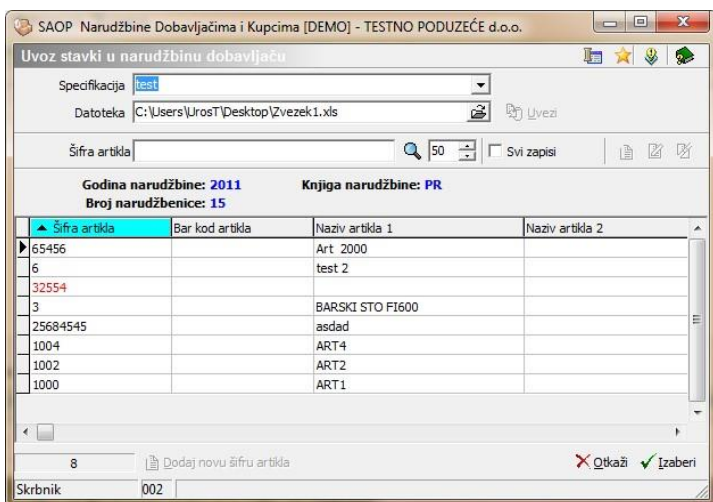 SAOP Narudžbine Dobavljačima i Kupcima [DEMO] - TESTNO PODUZEĆE d.o.o.
Uvoz stavki u narudžbinu dobavljaču
Specifikacija test
Datoteka C:\Users\UrosT\Desktop\Zvezek1.xls Uvezi
Šifra artikla 50 Svi zapisi
Godina narudžbine: 2011 Knjiga narudžbine: PR
Broj narudžbenice: 15
Šifra artikla Bar kod artikla Naziv artikla 1 Naziv artikla 2
65456 Art 2000
6 test 2
32554
3 BARSKI STO FI600
25684545 asdad
1004 ART4
1002 ART2
1000 ART1
8 Dodaj novu šifru artikla Otkaži Izaberi
Skrbnik 002